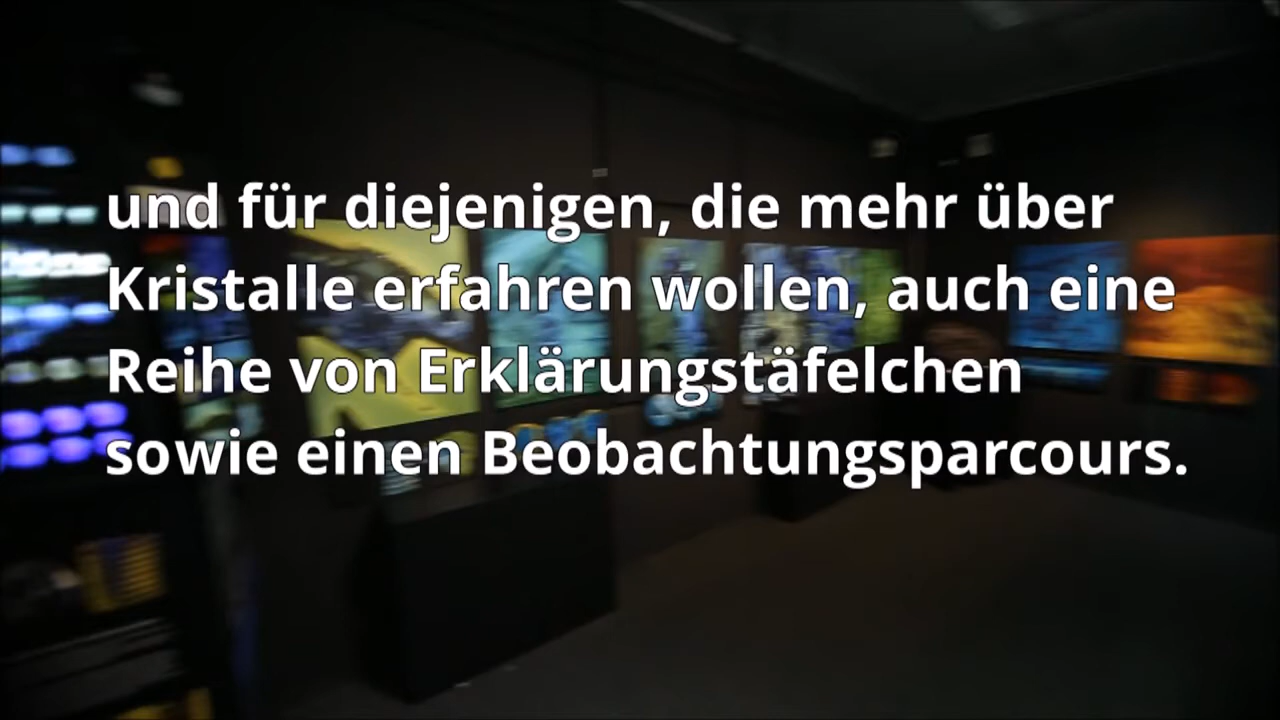 und für diejenigen, die mehr über
Kristalle erfahren wollen, auch eine
Reihe von Erklärungstäfelchen
sowie einen Beobachtungsparcours.